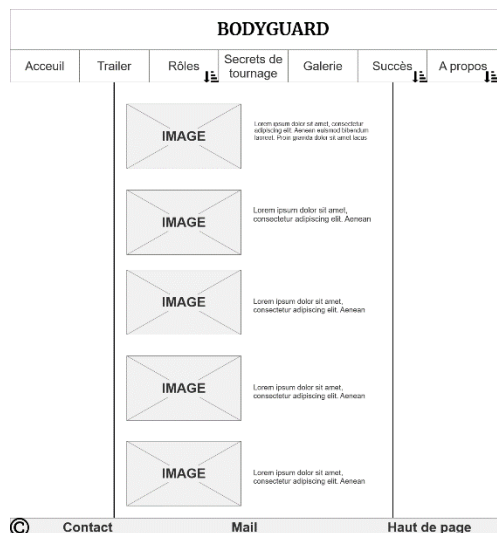 BODYGUARD
Acceuil
Trailer
Rôles
Secrets de
tournage
Galerie
Succès
A propos
IMAGE
Lorem ipsum dolor sit amet, consectetur
adipiscing elit. Aenean euismod bibendum
laoreet. Proin gravida dolor sit amet lacus
IMAGE
Lorem ipsum dolor sit amet,
consectetur adipiscing elit. Aenean
IMAGE
Lorem ipsum dolor sit amet,
consectetur adipiscing elit. Aenean
IMAGE
Lorem ipsum dolor sit amet,
consectetur adipiscing elit. Aenean
IMAGE
Lorem ipsum dolor sit amet,
consectetur adipiscing elit. Aenean
© Contact Mail Haut de page